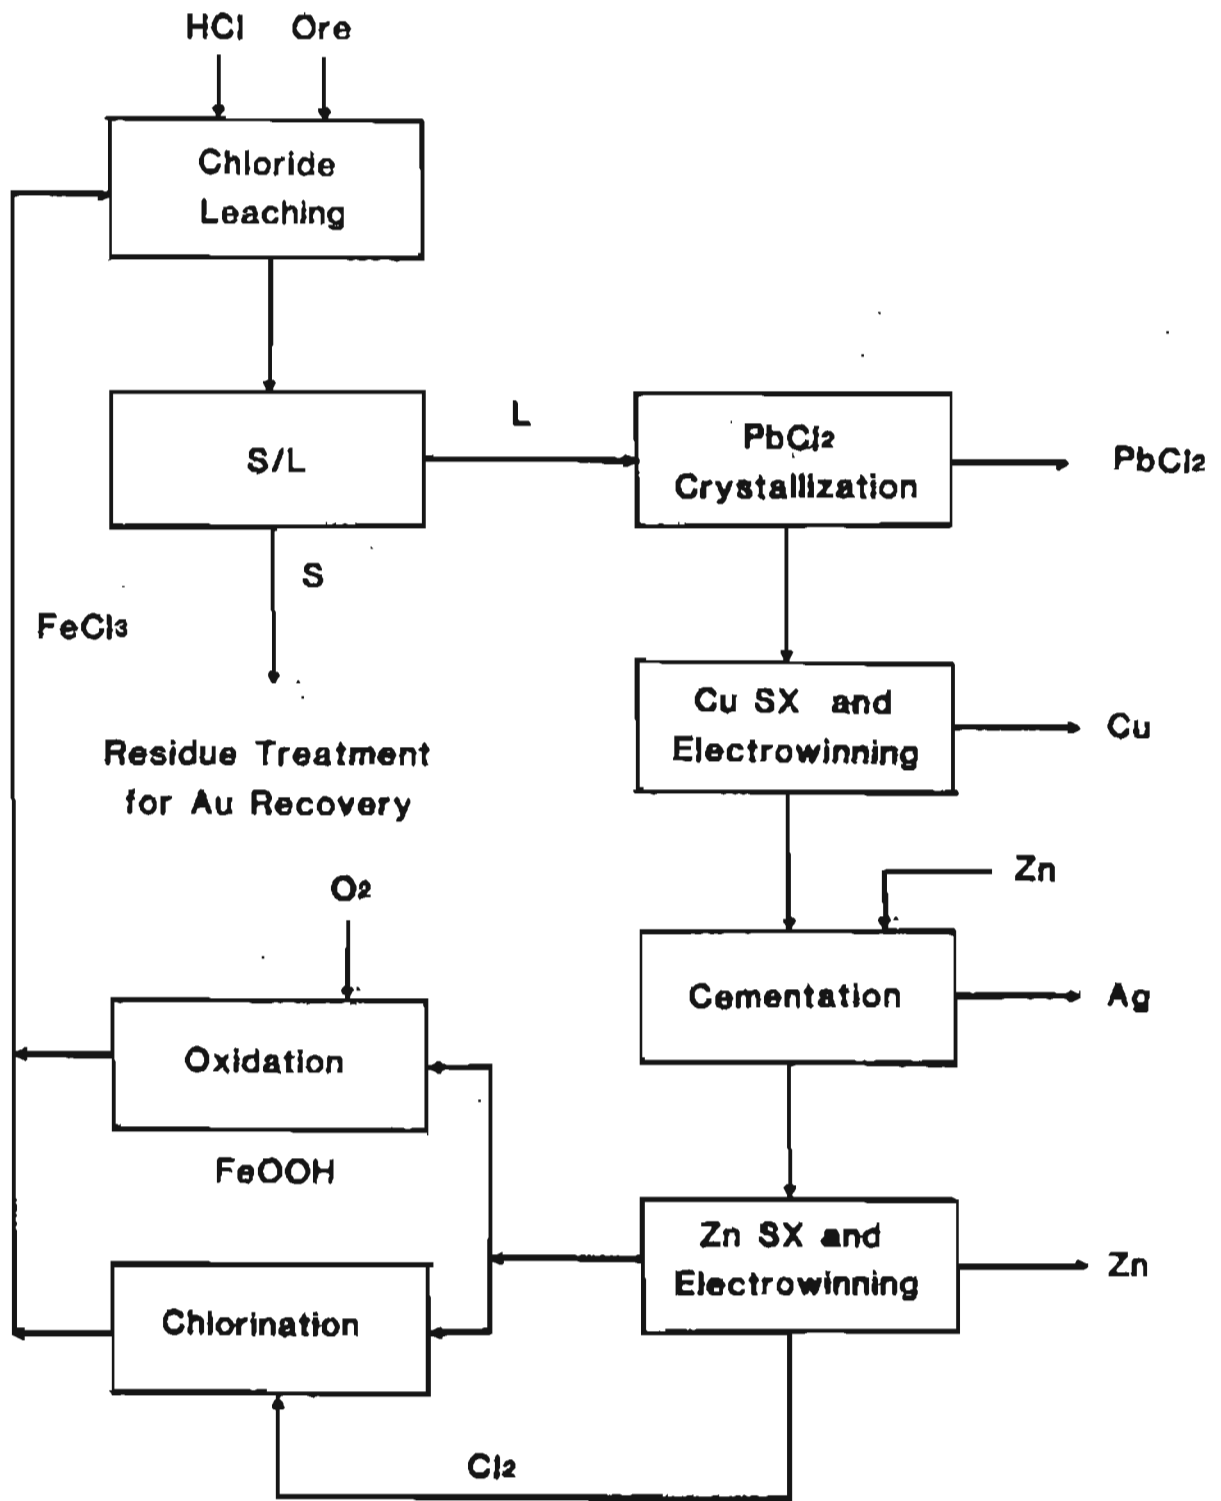 HCl Ore
Chloride
Leaching
S/L
L
PbCl2
Crystallization
PbCl2
S
FeCl3
Residue Treatment
for Au Recovery
Cu SX and
Electrowinning
Cu
Zn
O2
Cementation
Ag
Oxidation
FeOOH
Zn SX and
Electrowinning
Zn
Chlorination
Cl2